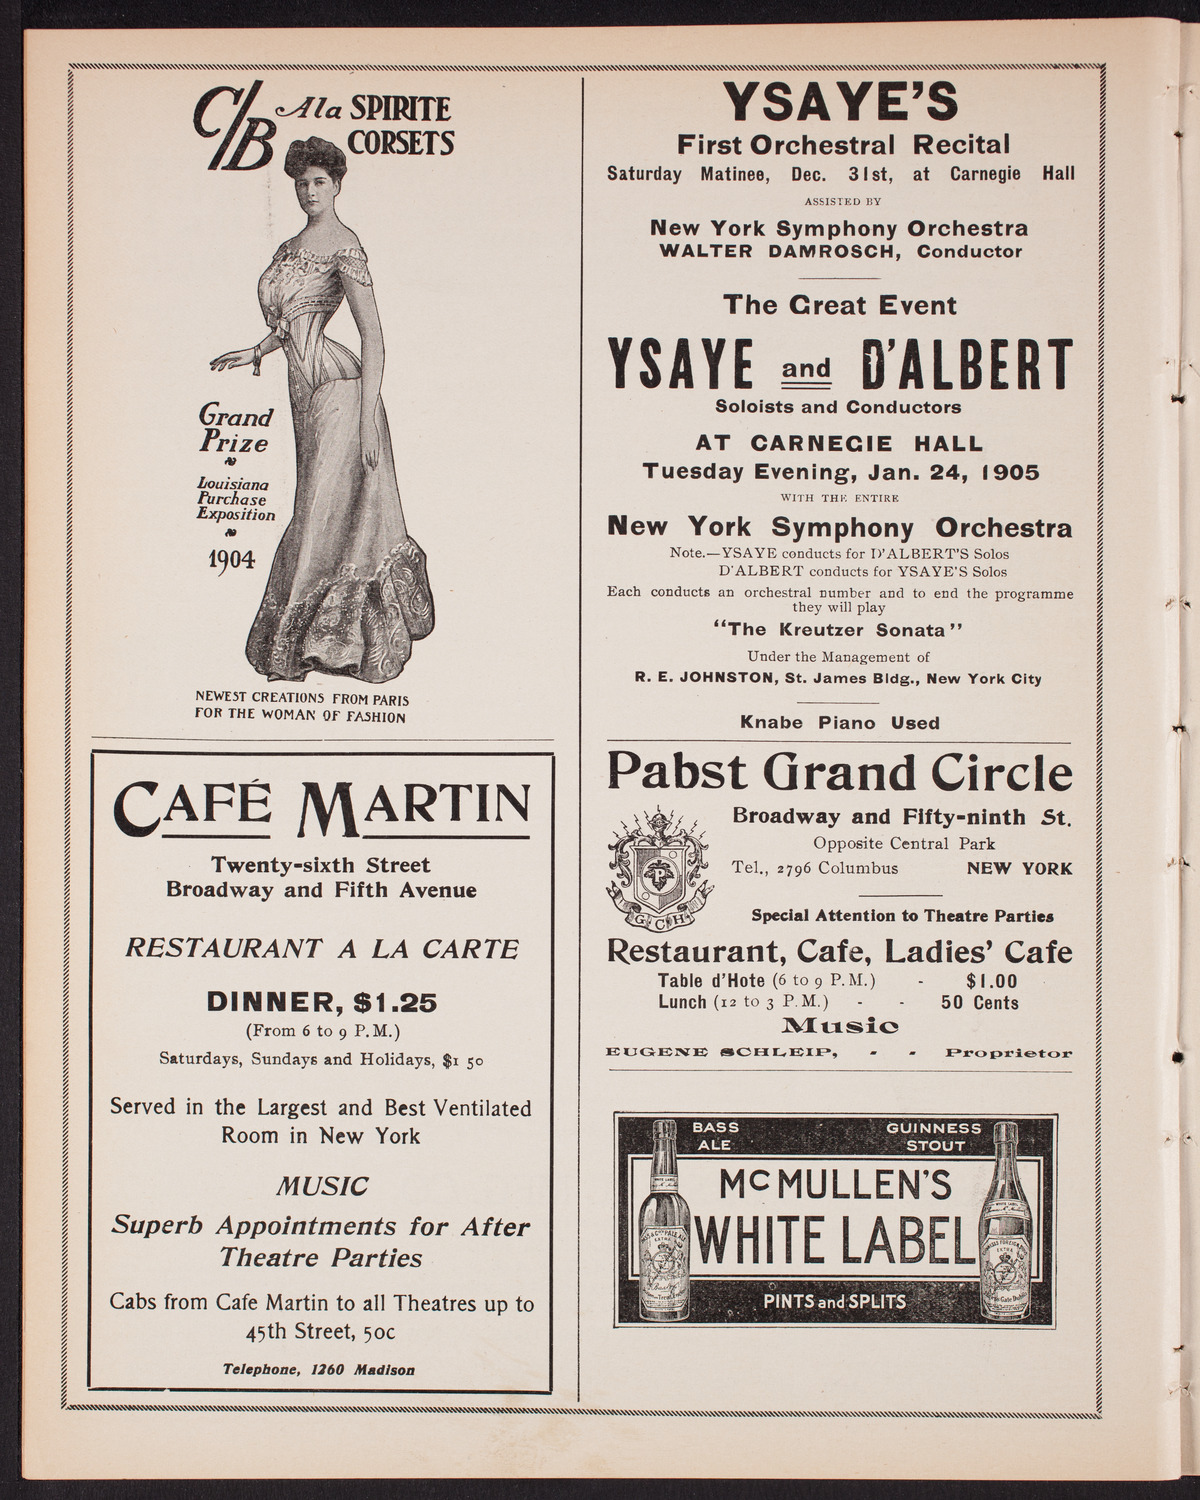 C/B Ala SPIRITE
CORSETS
Grand
Prize
Louisiana
Purchase
Exposition
1904
NEWEST CREATIONS FROM PARIS
FOR THE WOMAN OF FASHION
CAFÉ MARTIN
Twenty-sixth Street
Broadway and Fifth Avenue
RESTAURANT A LA CARTE
DINNER, $1.25
(From 6 to 9 P.M.)
Saturdays, Sundays and Holidays, $1 50
Served in the Largest and Best Ventilated
Room in New York
MUSIC
Superb Appointments for After
Theatre Parties
Cabs from Cafe Martin to all Theatres up to
45th Street, 50c
Telephone, 1260 Madison
YSAYE'S
First Orchestral Recital
Saturday Matinee, Dec. 31st, at Carnegie Hall
ASSISTED BY
New York Symphony Orchestra
WALTER DAMROSCH, Conductor
The Great Event
YSAYE and D'ALBERT
Soloists and Conductors
AT CARNEGIE HALL
Tuesday Evening, Jan. 24, 1905
WITH THE ENTIRE
New York Symphony Orchestra
Note.—YSAYE conducts for D'ALBERT'S Solos
D'ALBERT conducts for YSAYE'S Solos
Each conducts an orchestral number and to end the programme
they will play
"The Kreutzer Sonata"
Under the Management of
R. E. JOHNSTON, St. James Bldg., New York City
Knabe Piano Used
Pabst Grand Circle
Broadway and Fifty-ninth St.
Opposite Central Park
Tel., 2796 Columbus NEW YORK
P
G C H
Special Attention to Theatre Parties
Restaurant, Cafe, Ladies' Cafe
Table d'Hote (6 to 9 P.M.) - $1.00
Lunch (12 to 3 P.M.) - - 50 Cents
Music
EUGENE SCHLEIP, - - Proprietor
BASS
ALE
GUINNESS
STOUT
McMULLEN'S
WHITE LABEL
PINTS and SPLITS